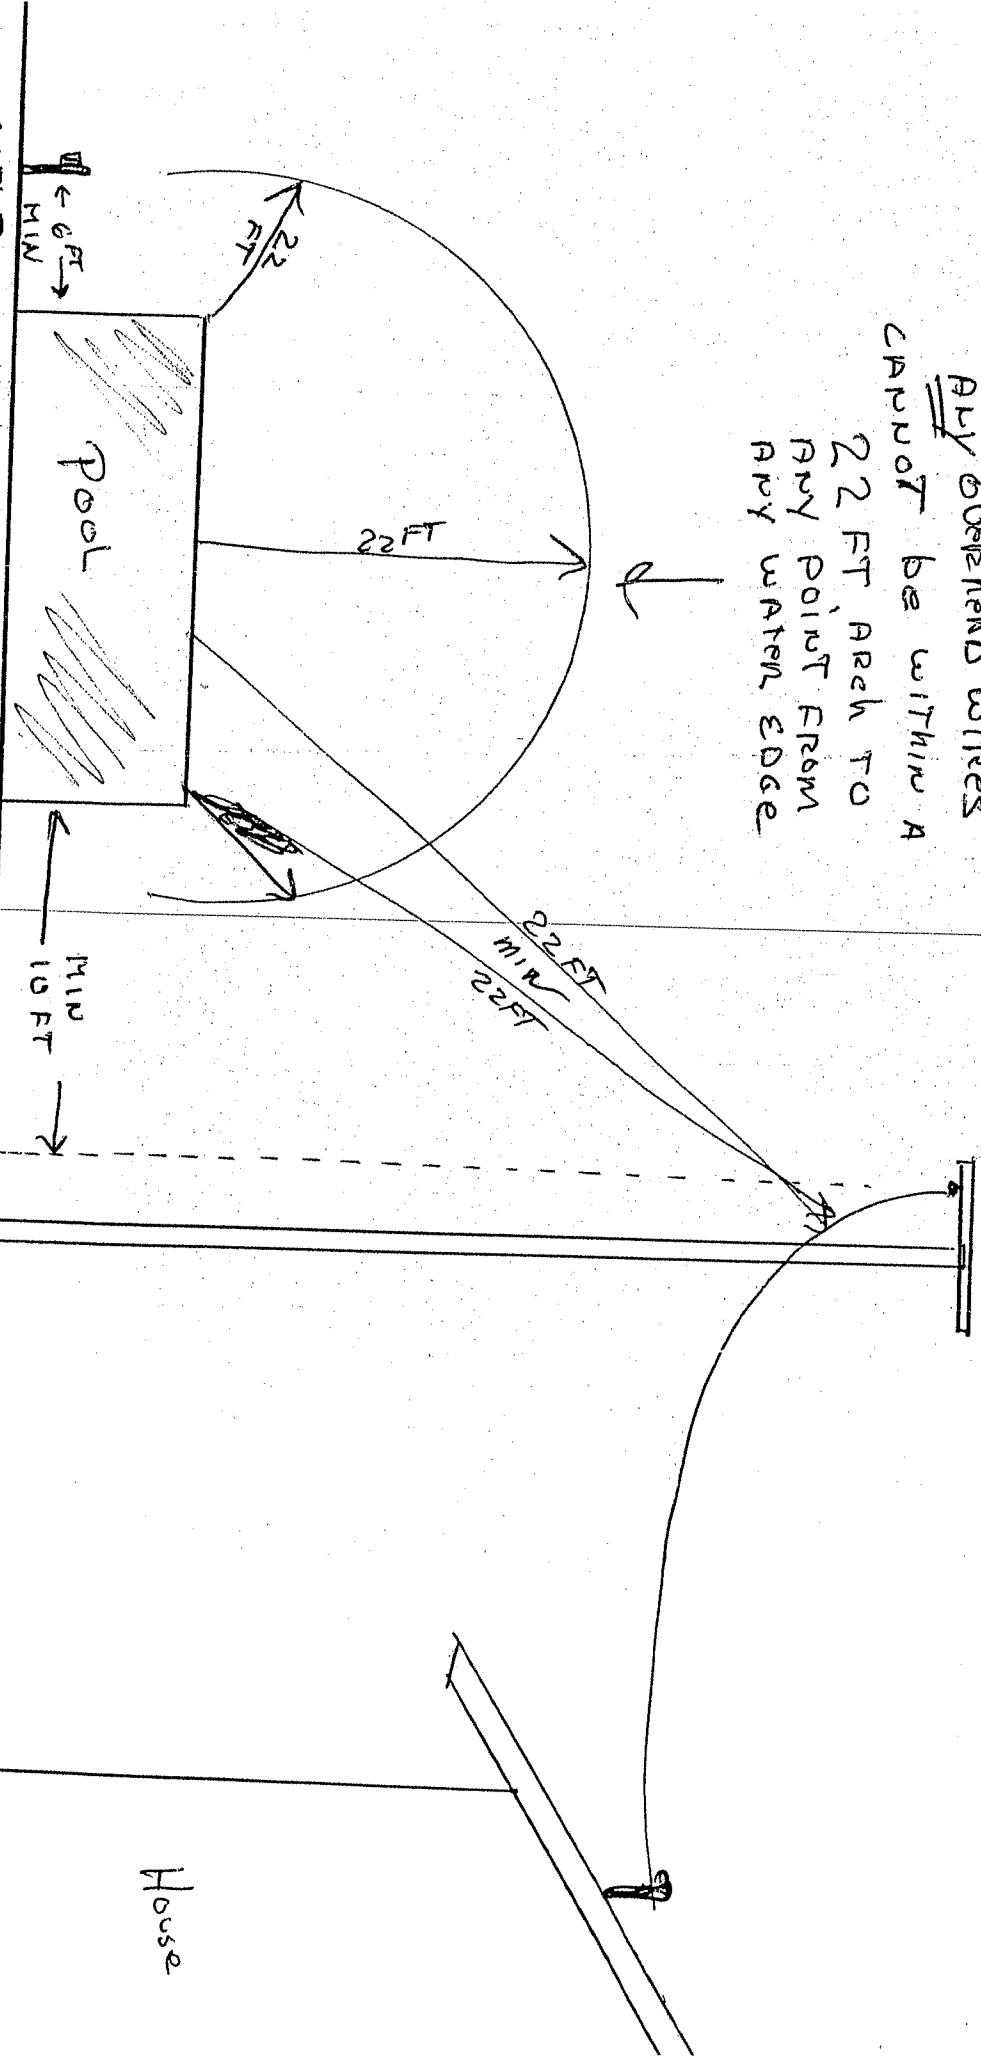 ANY OVERHEAD WIRES
CANNOT be WITHIN A
22 FT ARCh TO
ANY POINT FROM
ANY WATER EDGE
22
FT
22 FT
22 FT
MIN
22 FT
← 6 FT →
MIN
POOL
MIN
10 FT
House